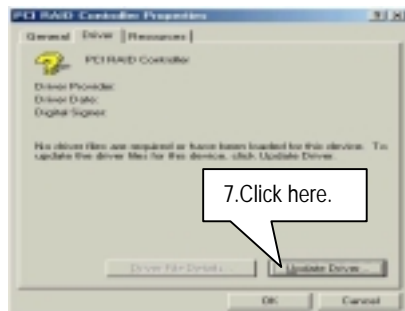 PCI RAID Controller Properties
General Driver Resources
PCI RAID Controller
Driver Provider:
Driver Date:
Digital Signer:
No driver files are required or have been loaded for this device. To
update the driver files for this device, click Update Driver.
7.Click here.
Driver File Details... Update Driver...
OK Cancel